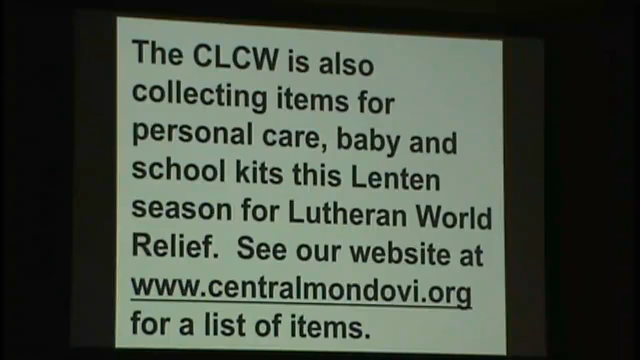 The CLCW is also
collecting items for
personal care, baby and
school kits this Lenten
season for Lutheran World
Relief.  See our website at
www.centralmondovi.org
for a list of items.